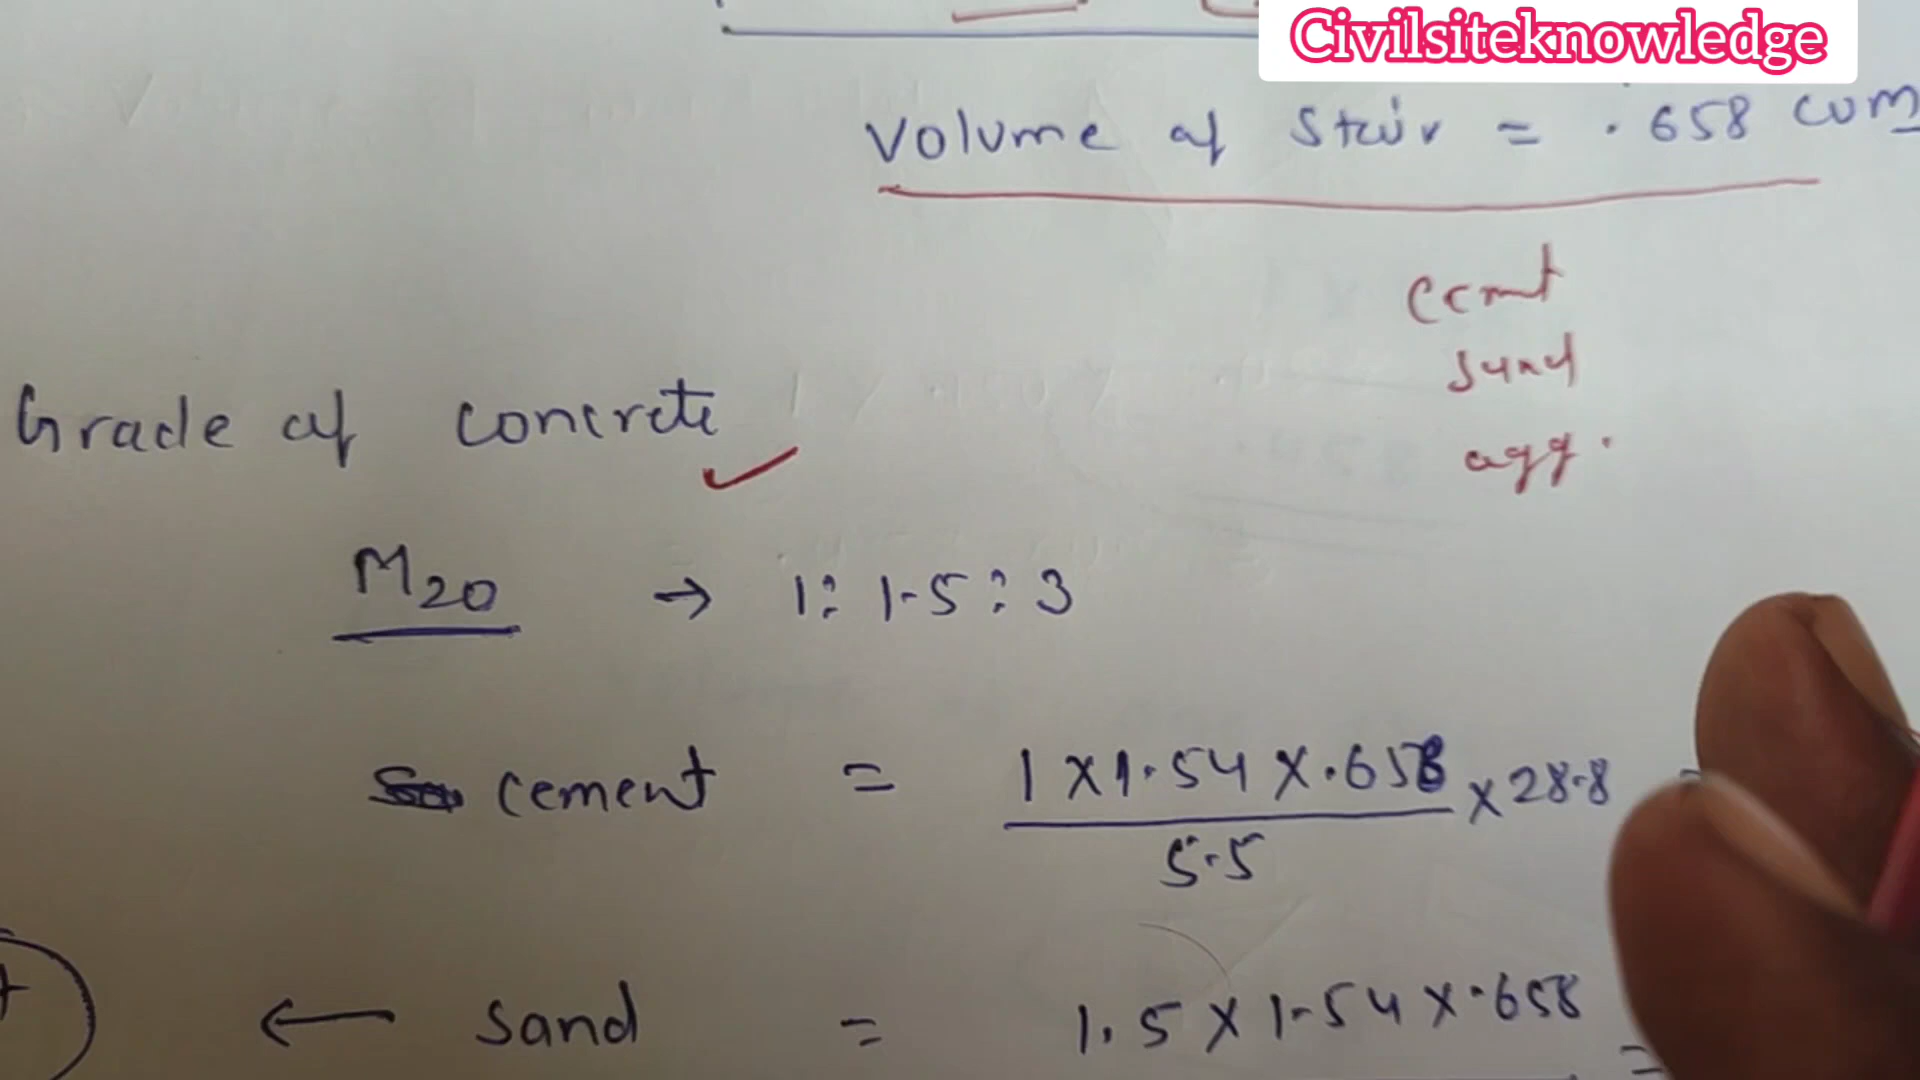 Civilsiteknowledge
Volume of Stair = .658 cum
cemt
sand
agg.
Grade of concrete
M20 → 1:1.5:3
cement = 1×1.54×.658 ×28.8
5.5
← sand = 1.5×1.54×.658 =